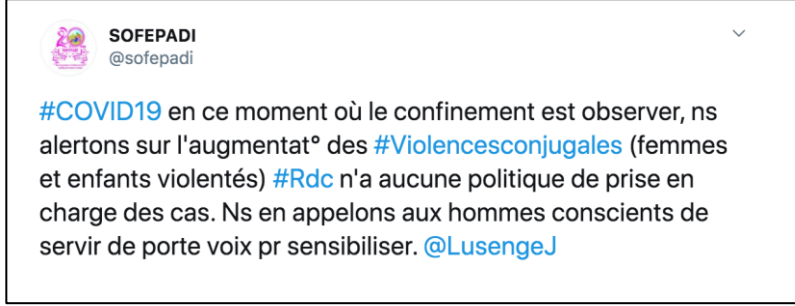 SOFEPADI
@sofepadi
#COVID19 en ce moment où le confinement est observer, ns
alertons sur l'augmentat° des #Violencesconjugales (femmes
et enfants violentés) #Rdc n'a aucune politique de prise en
charge des cas. Ns en appelons aux hommes conscients de
servir de porte voix pr sensibiliser. @LusengeJ